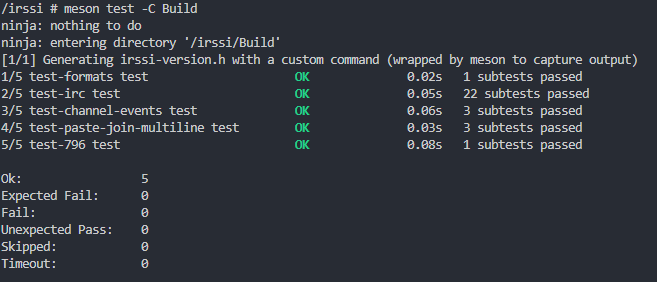 /irssi # meson test -C Build
ninja: nothing to do
ninja: entering directory '/irssi/Build'
[1/1] Generating irssi-version.h with a custom command (wrapped by meson to capture output)
1/5 test-formats test OK 0.02s 1 subtests passed
2/5 test-irc test OK 0.05s 22 subtests passed
3/5 test-channel-events test OK 0.06s 3 subtests passed
4/5 test-paste-join-multiline test OK 0.03s 3 subtests passed
5/5 test-796 test OK 0.08s 1 subtests passed
Ok: 5
Expected Fail: 0
Fail: 0
Unexpected Pass: 0
Skipped: 0
Timeout: 0